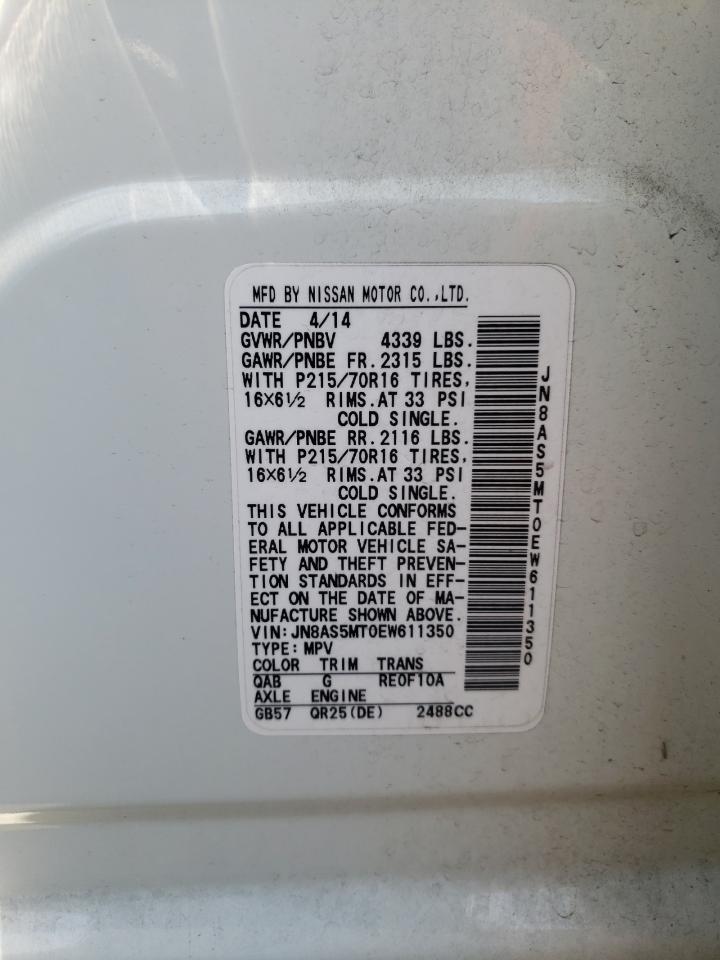 MFD BY NISSAN MOTOR CO.,LTD.
DATE 4/14
GVWR/PNBV 4339 LBS.
GAWR/PNBE FR.2315 LBS.
WITH P215/70R16 TIRES,
16×6½ RIMS.AT 33 PSI
COLD SINGLE.
GAWR/PNBE RR.2116 LBS.
WITH P215/70R16 TIRES,
16×6½ RIMS.AT 33 PSI
COLD SINGLE.
THIS VEHICLE CONFORMS
TO ALL APPLICABLE FED-
ERAL MOTOR VEHICLE SA-
FETY AND THEFT PREVEN-
TION STANDARDS IN EFF-
ECT ON THE DATE OF MA-
NUFACTURE SHOWN ABOVE.
VIN:JN8AS5MT0EW611350
TYPE:MPV
COLOR TRIM TRANS
QAB G RE0F10A
AXLE ENGINE
GB57 QR25(DE) 2488CC
JN8AS5MT0EW611350